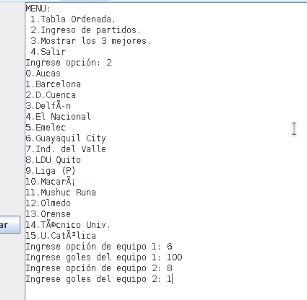 MENU:
1.Tabla Ordenada.
2.Ingreso de partidos.
3.Mostrar los 3 mejores.
4.Salir
Ingrese opción: 2
0.Aucas
1.Barcelona
2.D.Cuenca
3.DelfÃ-n
4.El Nacional
5.Emelec
6.Guayaquil City
7.Ind. del Valle
8.LDU Quito
9.Liga (P)
10.MacarÃ¡
11.Mushuc Runa
12.Olmedo
13.Orense
14.TÃ©cnico Univ.
ar
15.U.CatÃ³lica
Ingrese opción de equipo 1: 6
Ingrese goles del equipo 1: 100
Ingrese opción de equipo 2: 8
Ingrese goles del equipo 2: 1